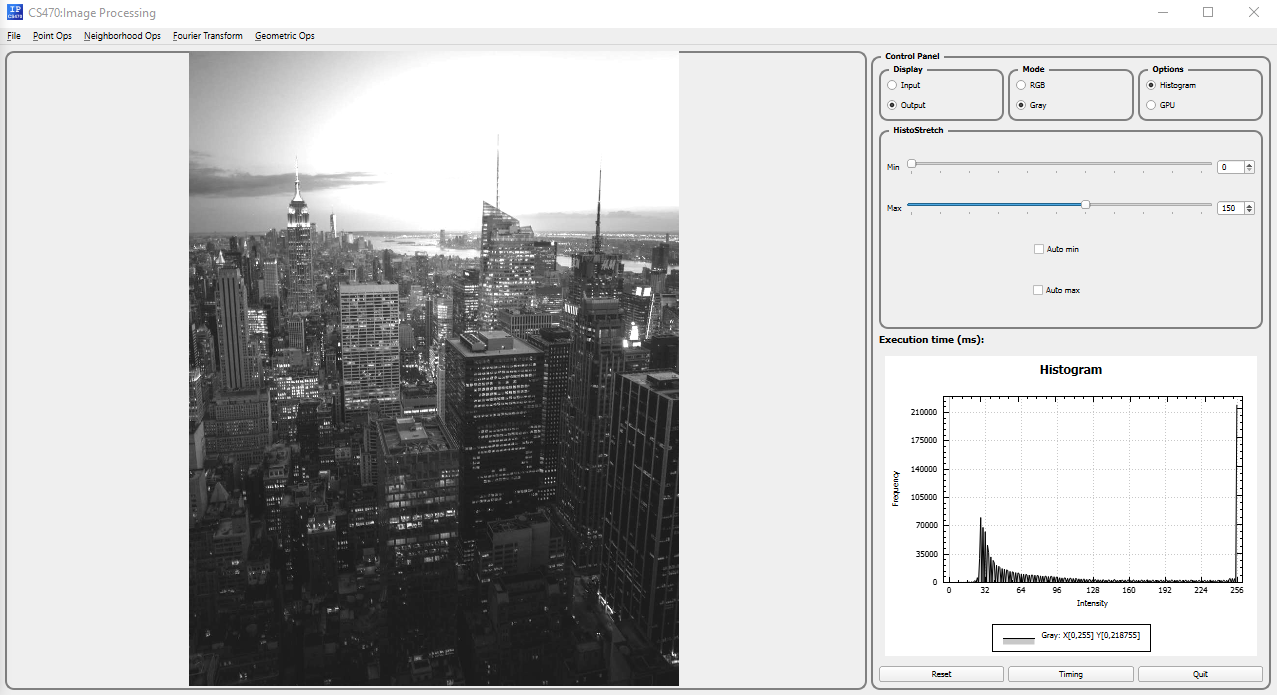 IP
CS470
CS470:Image Processing
File Point Ops Neighborhood Ops Fourier Transform Geometric Ops
Control Panel
Display
Input
Output
Mode
RGB
Gray
Options
Histogram
GPU
HistoStretch
Min 0
Max 150
Auto min
Auto max
Execution time (ms):
Histogram
Frequency
210000
175000
140000
105000
70000
35000
0
0 32 64 96 128 160 192 224 256
Intensity
Gray: X[0,255] Y[0,218755]
Reset Timing Quit